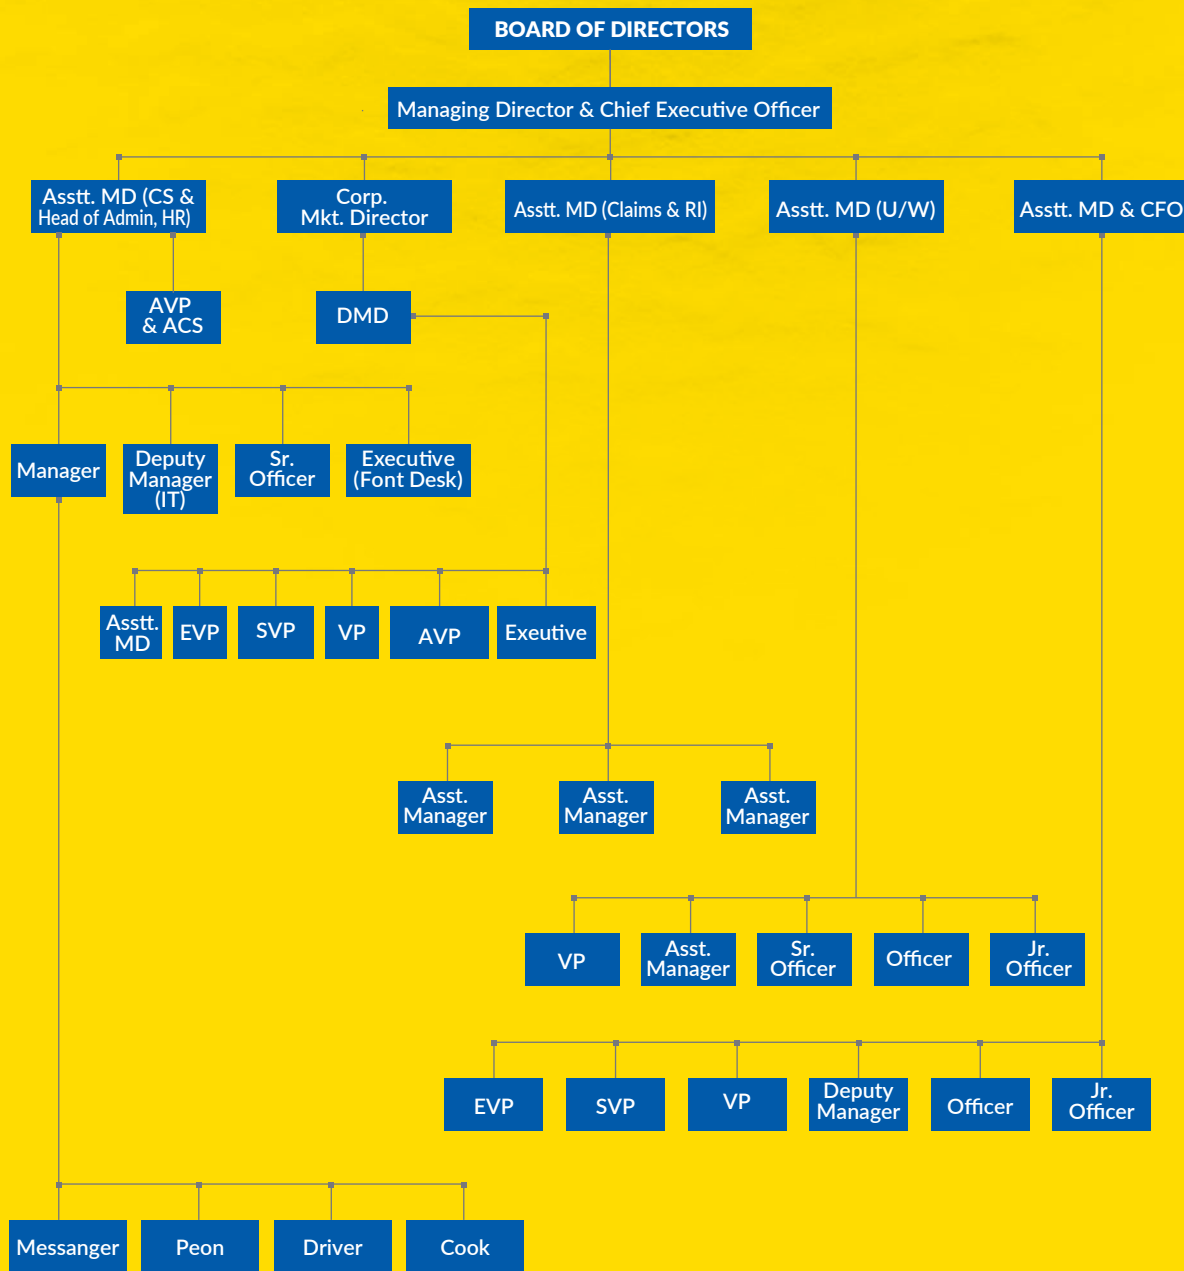 BOARD OF DIRECTORS
Managing Director & Chief Executive Officer
Asstt. MD (CS &
Head of Admin, HR)
Corp.
Mkt. Director
Asstt. MD (Claims & RI)
Asstt. MD (U/W)
Asstt. MD & CFO
AVP
& ACS
DMD
Manager
Deputy
Manager
(IT)
Sr.
Officer
Executive
(Font Desk)
Asstt.
MD
EVP
SVP
VP
AVP
Exeutive
Asst.
Manager
Asst.
Manager
Asst.
Manager
VP
Asst.
Manager
Sr.
Officer
Officer
Jr.
Officer
EVP
SVP
VP
Deputy
Manager
Officer
Jr.
Officer
Messanger
Peon
Driver
Cook